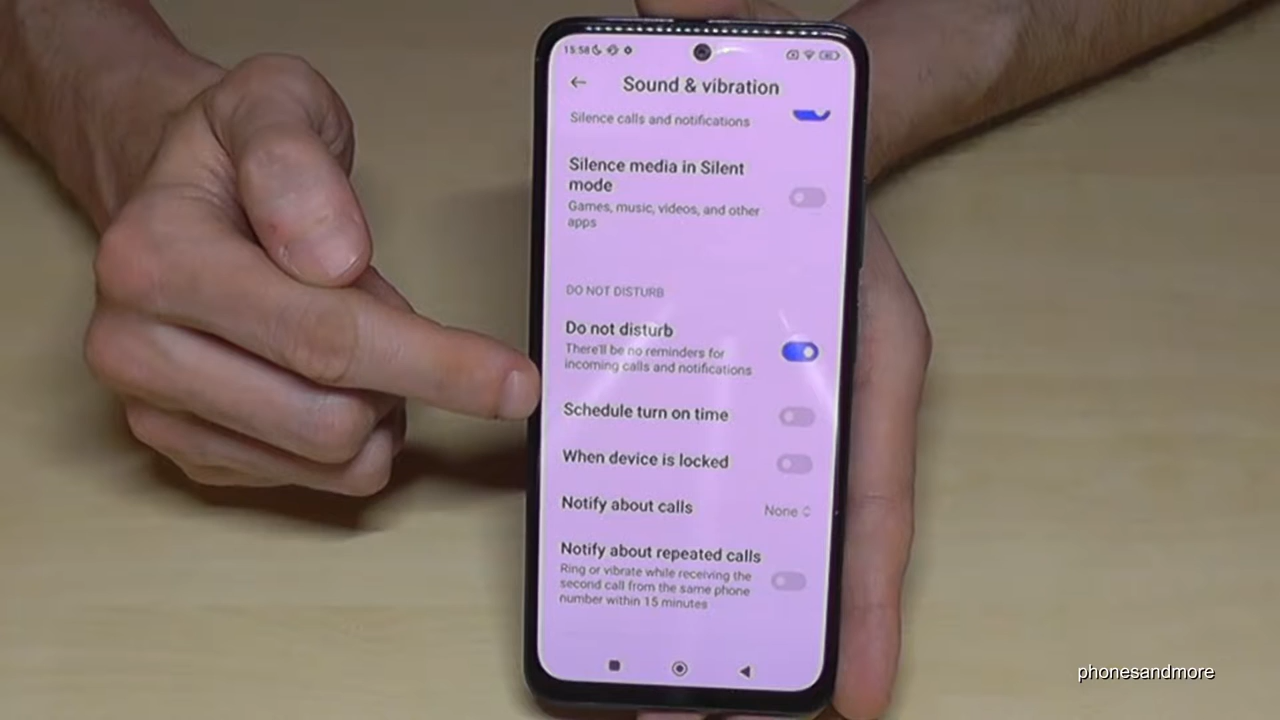 15:58
Sound & vibration
Silence calls and notifications
Silence media in Silent
mode
Games, music, videos, and other
apps
DO NOT DISTURB
Do not disturb
There'll be no reminders for
incoming calls and notifications
Schedule turn on time
When device is locked
Notify about calls
None
Notify about repeated calls
Ring or vibrate while receiving the
second call from the same phone
number within 15 minutes
phonesandmore